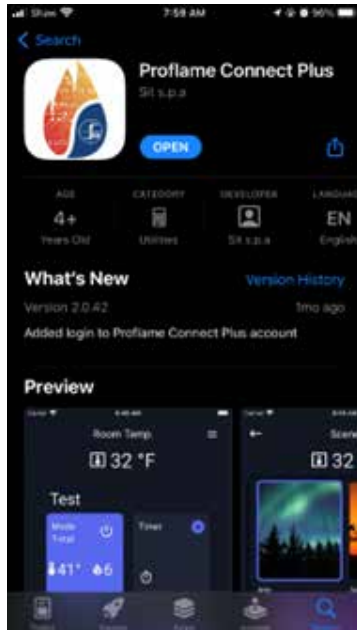 7:59 AM
96%
Search
Proflame Connect Plus
Sit s.p.a
OPEN
AGE
CATEGORY
DEVELOPER
4+
EN
Years Old
Utilities
Sit s.p.a
English
What's New
Version History
Version 2.0.42
1mo ago
Added login to Proflame Connect Plus account
Preview
Room Temp
32 °F
32
Test
Mode
Timer
41°
6